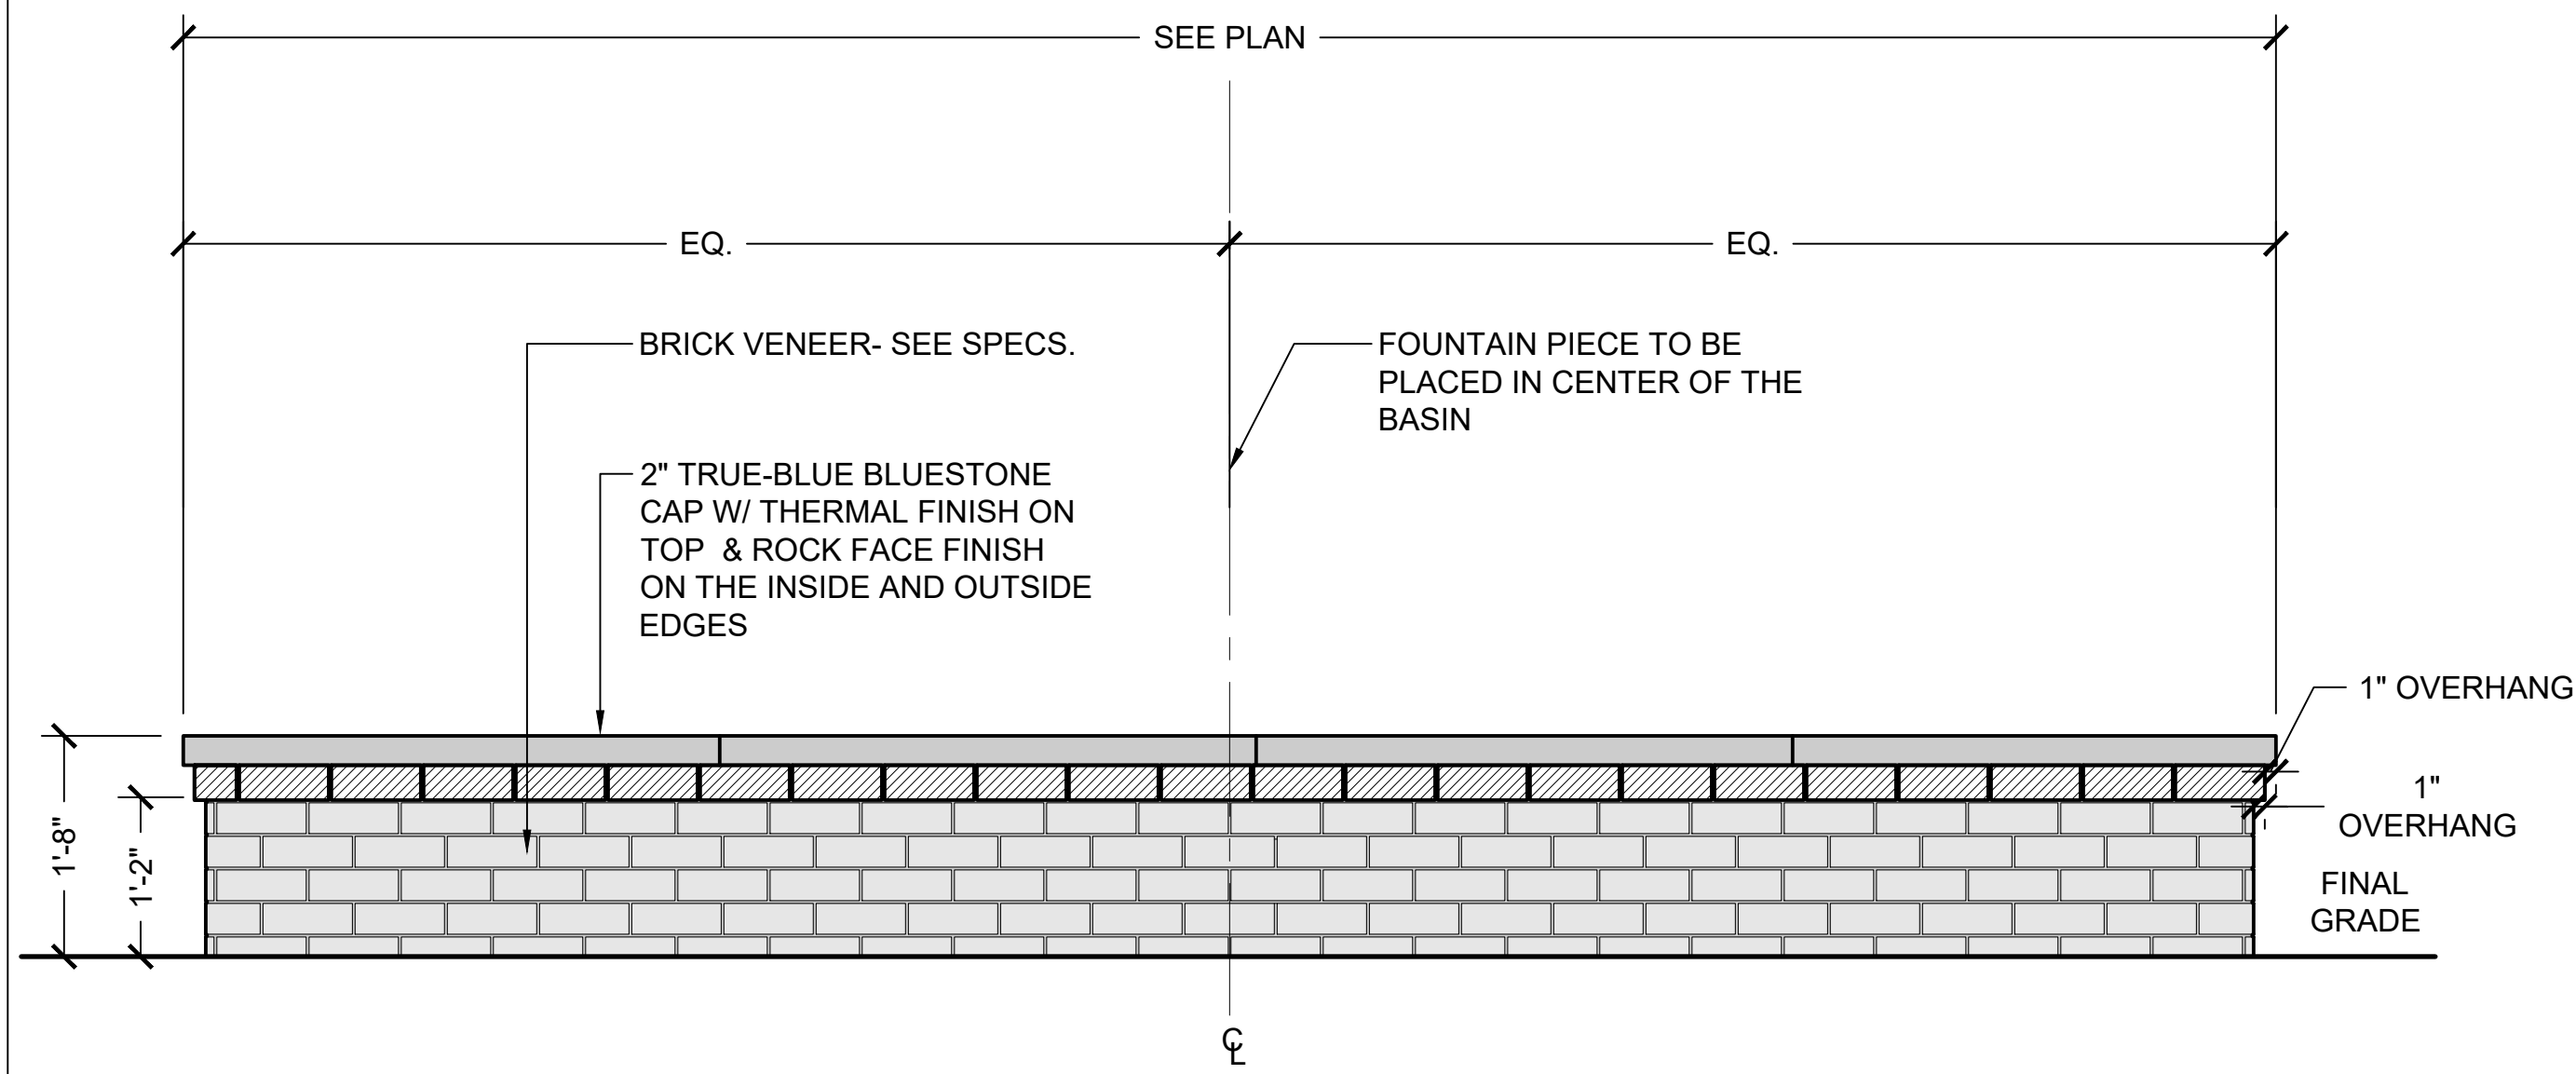 SEE PLAN
EQ.
EQ.
BRICK VENEER- SEE SPECS.
FOUNTAIN PIECE TO BE
PLACED IN CENTER OF THE
BASIN
2" TRUE-BLUE BLUESTONE
CAP W/ THERMAL FINISH ON
TOP & ROCK FACE FINISH
ON THE INSIDE AND OUTSIDE
EDGES
1" OVERHANG
1"
OVERHANG
1'-8"
1'-2"
FINAL
GRADE
℄